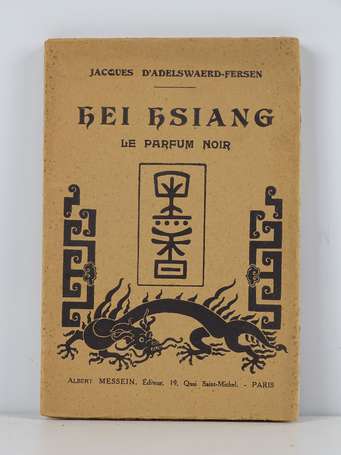 JACQUES D'ADELSWAERD-FERSEN
HEI HSIANG
LE PARFUM NOIR
黑
香
ALBERT MESSEIN, Éditeur, 19, Quai Saint-Michel. - PARIS